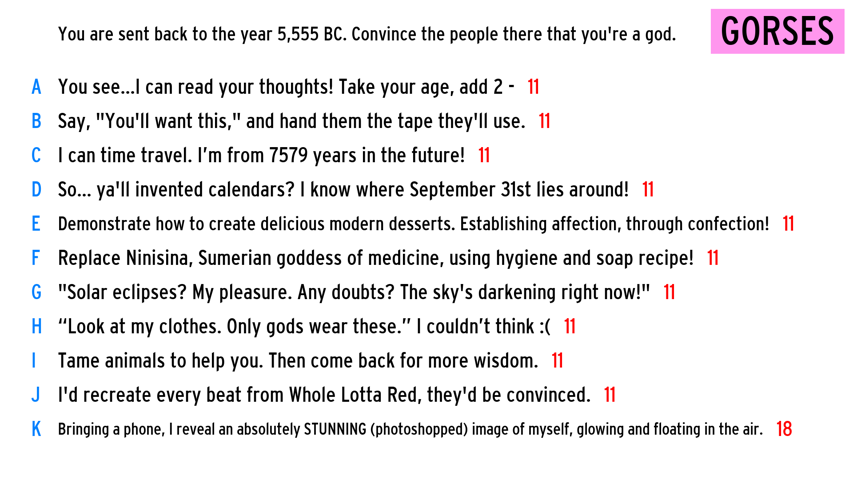 You are sent back to the year 5,555 BC. Convince the people there that you're a god.
GORSES
A You see...I can read your thoughts! Take your age, add 2 - 11
B Say, "You'll want this," and hand them the tape they'll use. 11
C I can time travel. I’m from 7579 years in the future! 11
D So... ya'll invented calendars? I know where September 31st lies around! 11
E Demonstrate how to create delicious modern desserts. Establishing affection, through confection! 11
F Replace Ninisina, Sumerian goddess of medicine, using hygiene and soap recipe! 11
G "Solar eclipses? My pleasure. Any doubts? The sky's darkening right now!" 11
H “Look at my clothes. Only gods wear these.” I couldn’t think :( 11
I Tame animals to help you. Then come back for more wisdom. 11
J I'd recreate every beat from Whole Lotta Red, they'd be convinced. 11
K Bringing a phone, I reveal an absolutely STUNNING (photoshopped) image of myself, glowing and floating in the air. 18